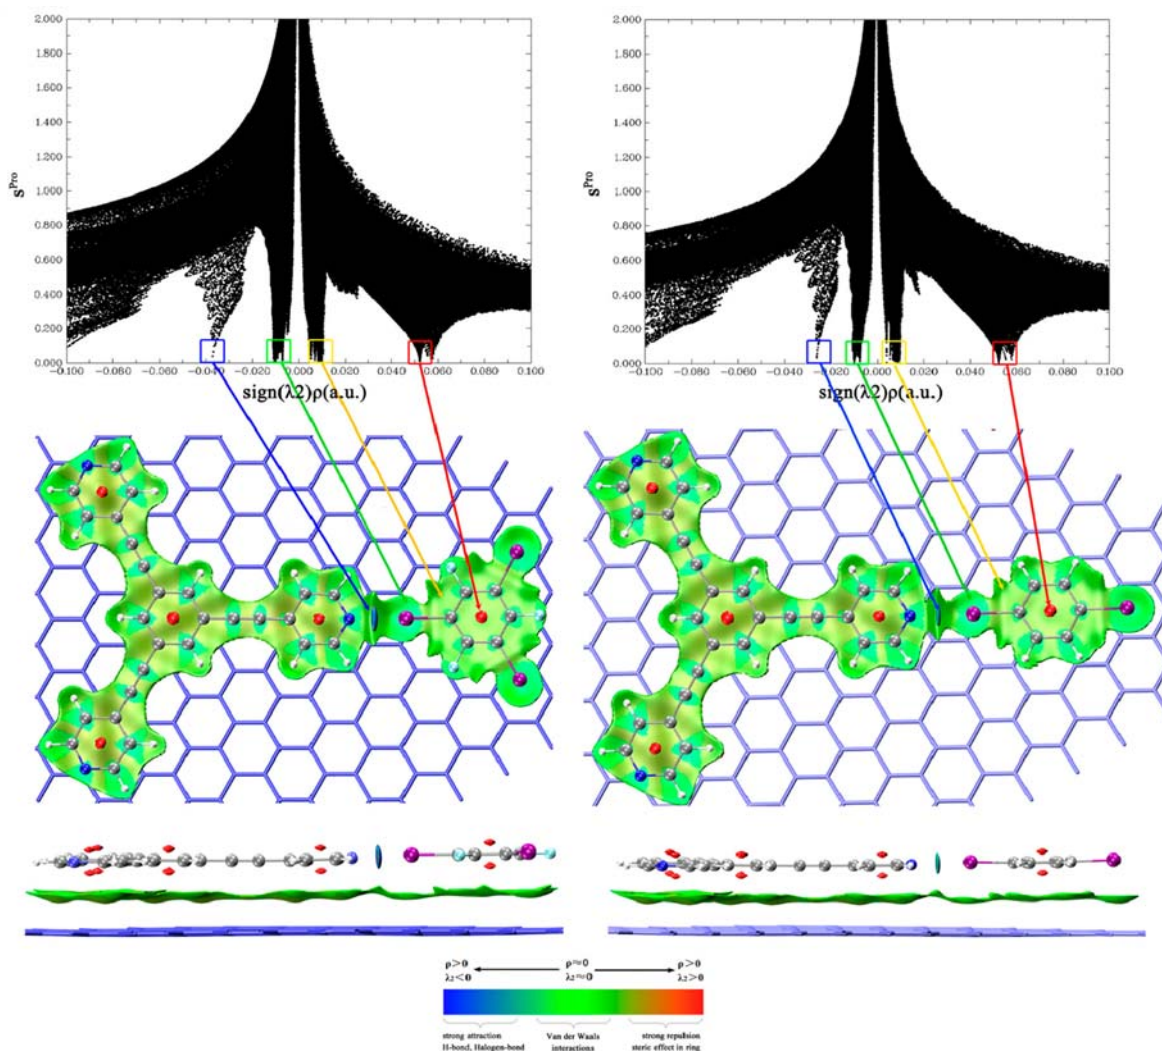 2.000
1.800
1.600
1.400
1.200
1.000
0.800
0.600
0.400
0.200
0.000
S^Pro
−0.100 −0.080 −0.060 −0.020 0.000 0.020 0.040 0.060 0.080 0.100
sign(λ2)ρ(a.u.)
2.000
1.800
1.600
1.400
1.200
1.000
0.800
0.600
0.400
0.200
0.000
S^Pro
−0.100 −0.080 −0.060 −0.040 −0.020 0.000 0.020 0.040 0.060 0.080 0.100
sign(λ2)ρ(a.u.)
ρ>0 ρ≈0 ρ>0
λ₂<0 λ₂≈0 λ₂>0
strong attraction Van der Waals strong repulsion
H-bond, Halogen-bond interactions steric effect in ring